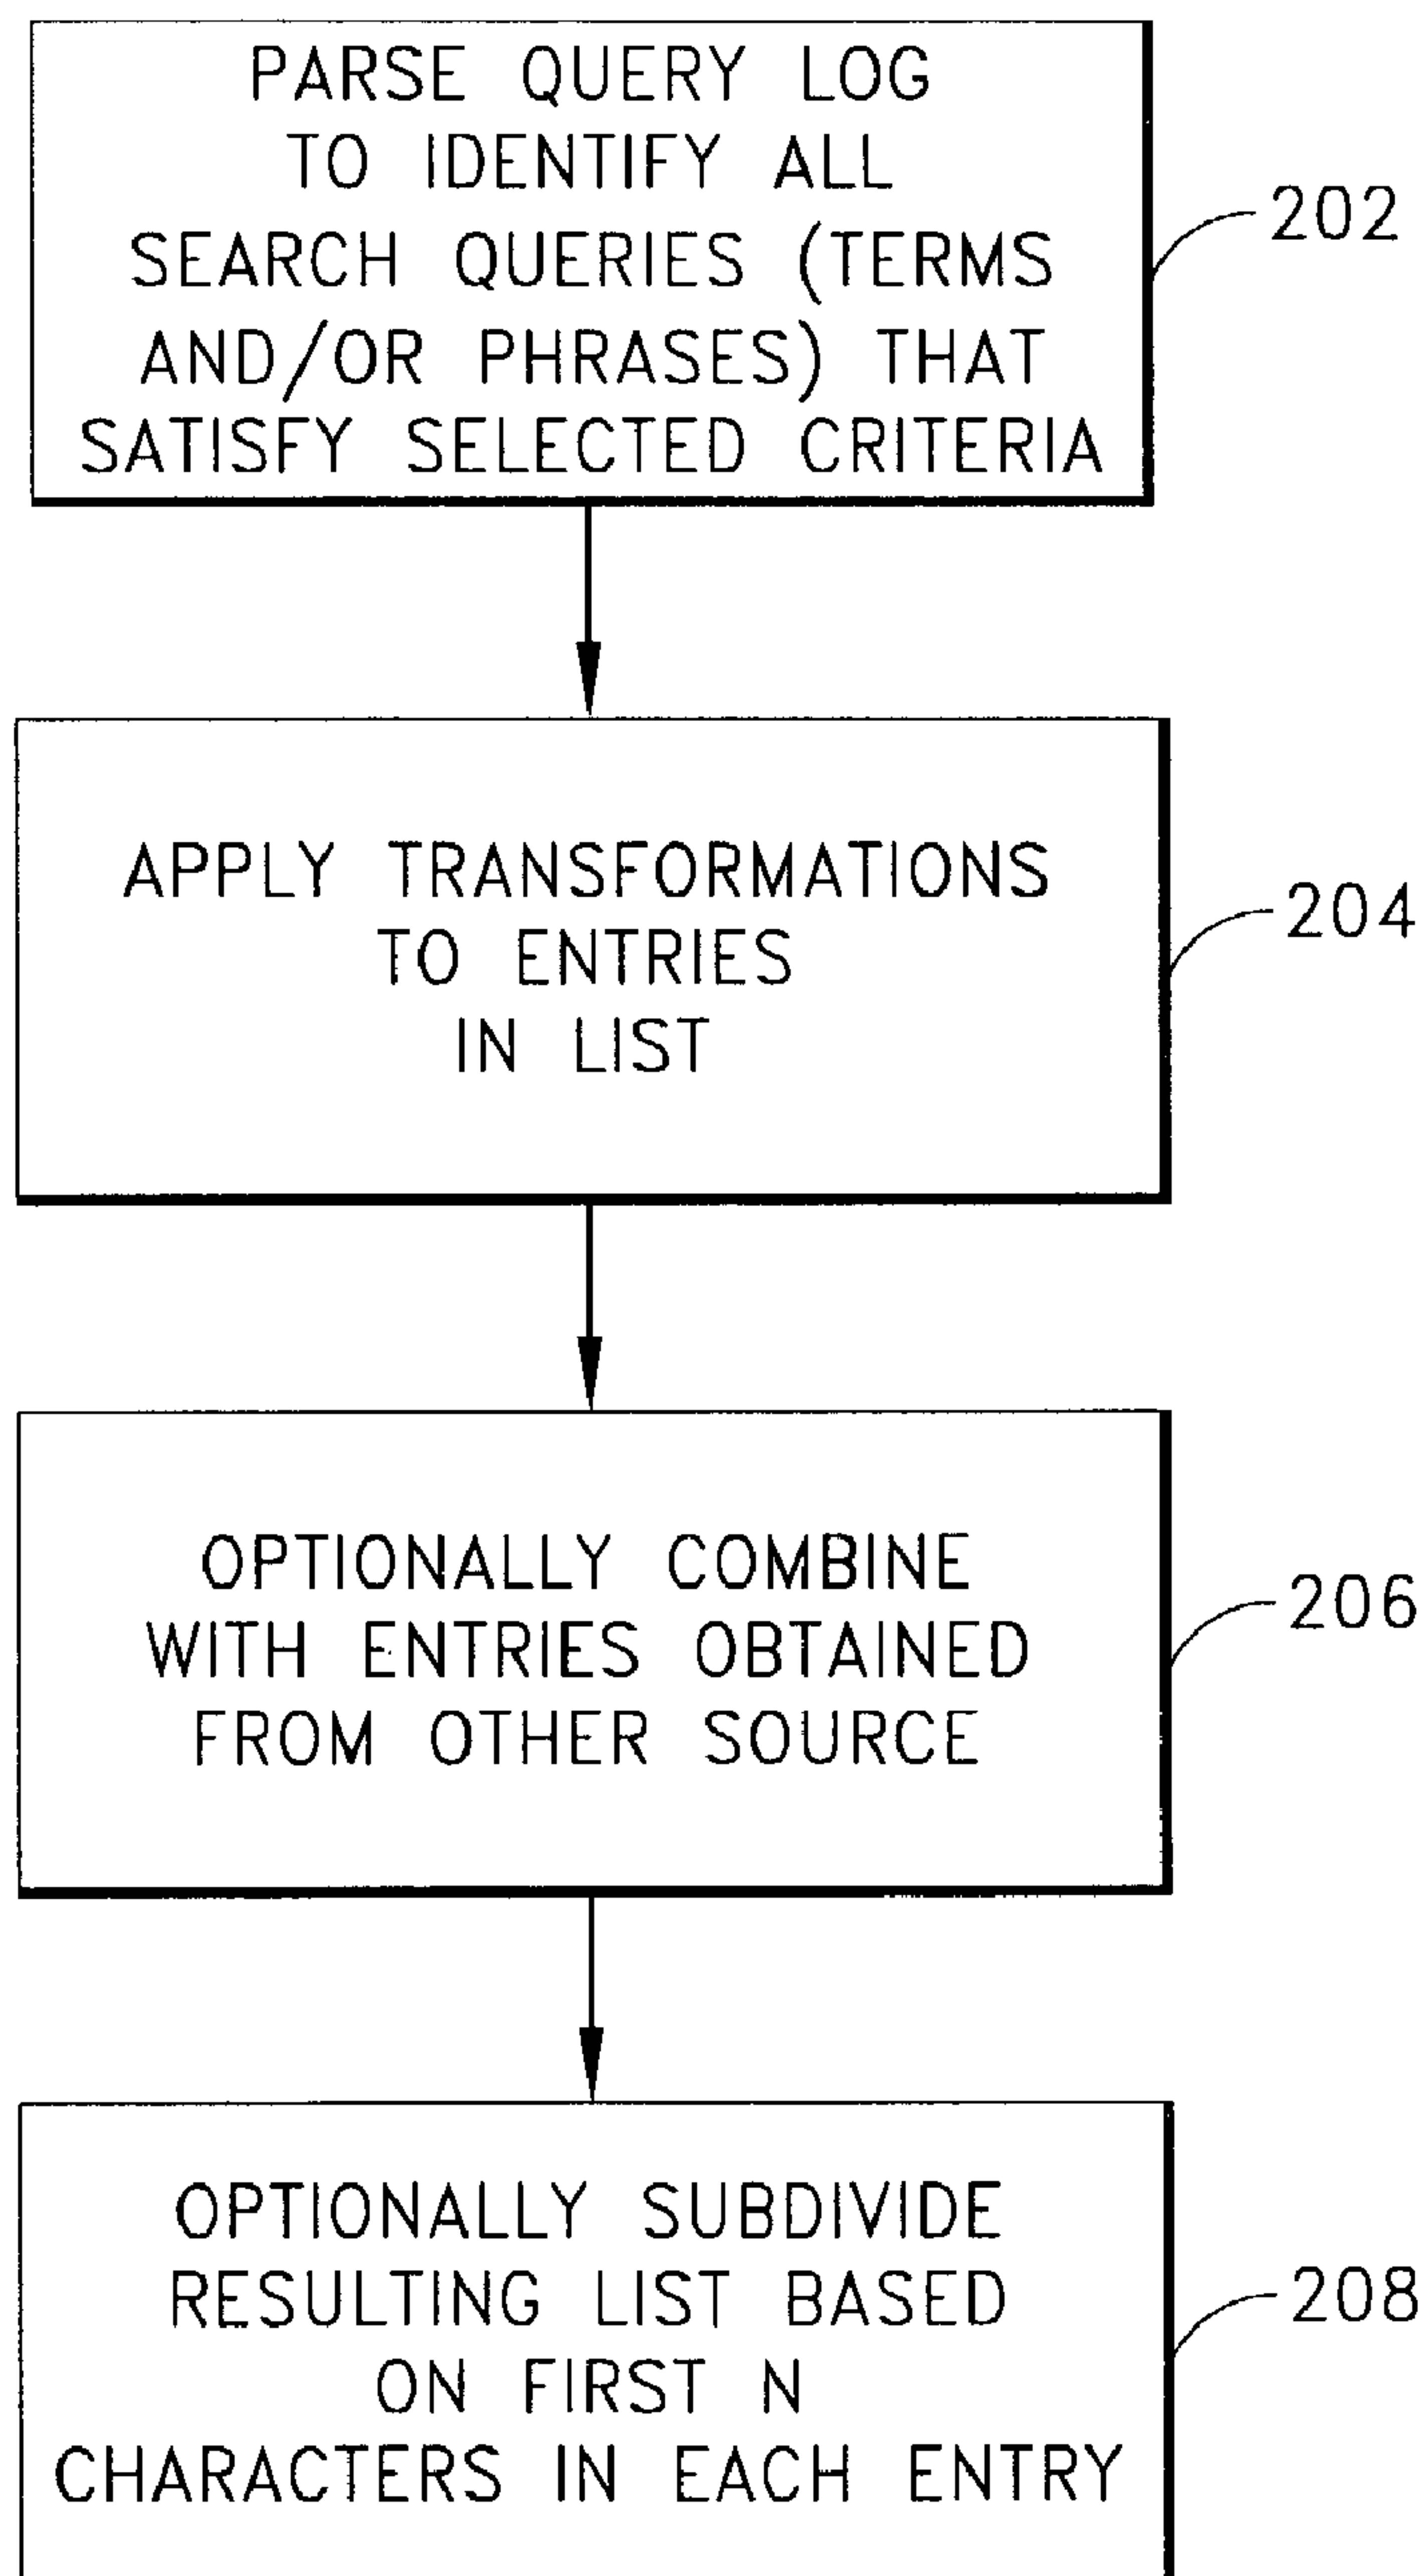 PARSE QUERY LOG
TO IDENTIFY ALL
SEARCH QUERIES (TERMS
AND/OR PHRASES) THAT
SATISFY SELECTED CRITERIA
202
APPLY TRANSFORMATIONS
TO ENTRIES
IN LIST
204
OPTIONALLY COMBINE
WITH ENTRIES OBTAINED
FROM OTHER SOURCE
206
OPTIONALLY SUBDIVIDE
RESULTING LIST BASED
ON FIRST N
CHARACTERS IN EACH ENTRY
208